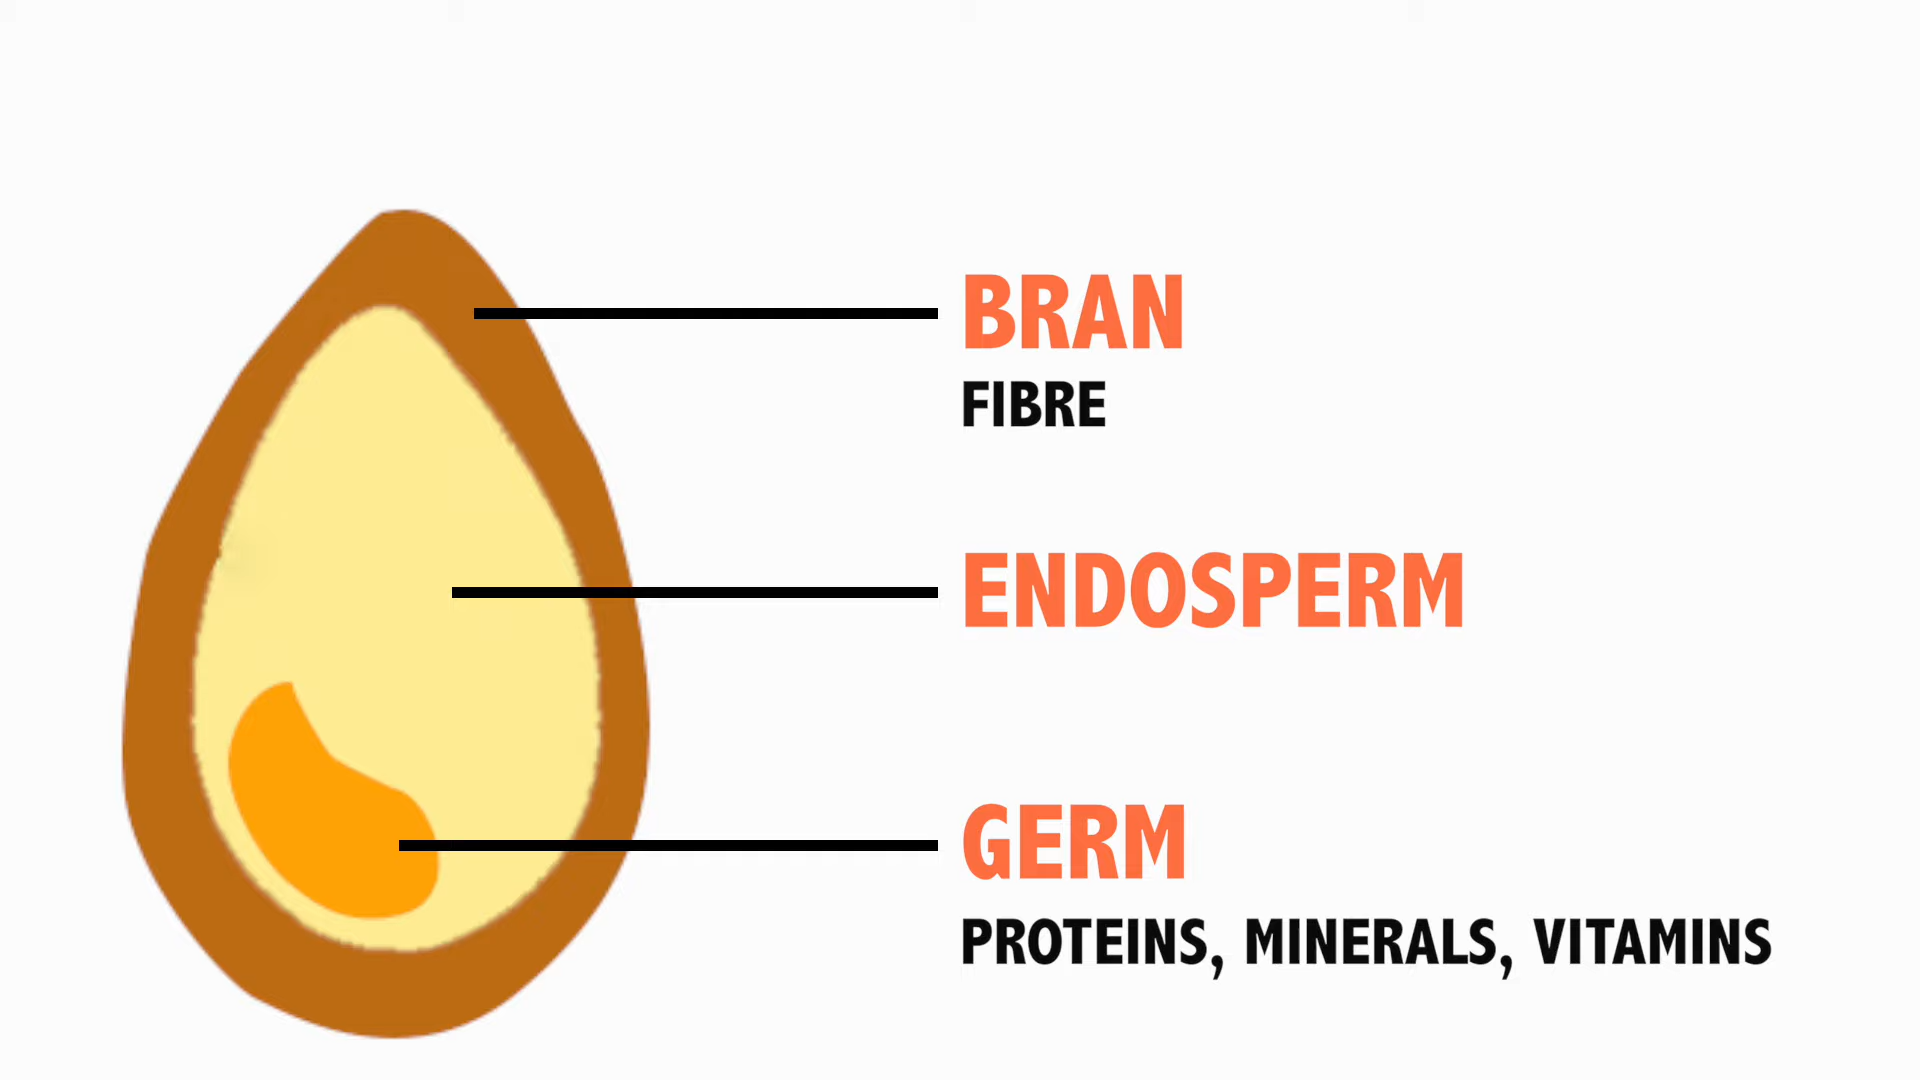 BRAN
FIBRE
ENDOSPERM
GERM
PROTEINS, MINERALS, VITAMINS